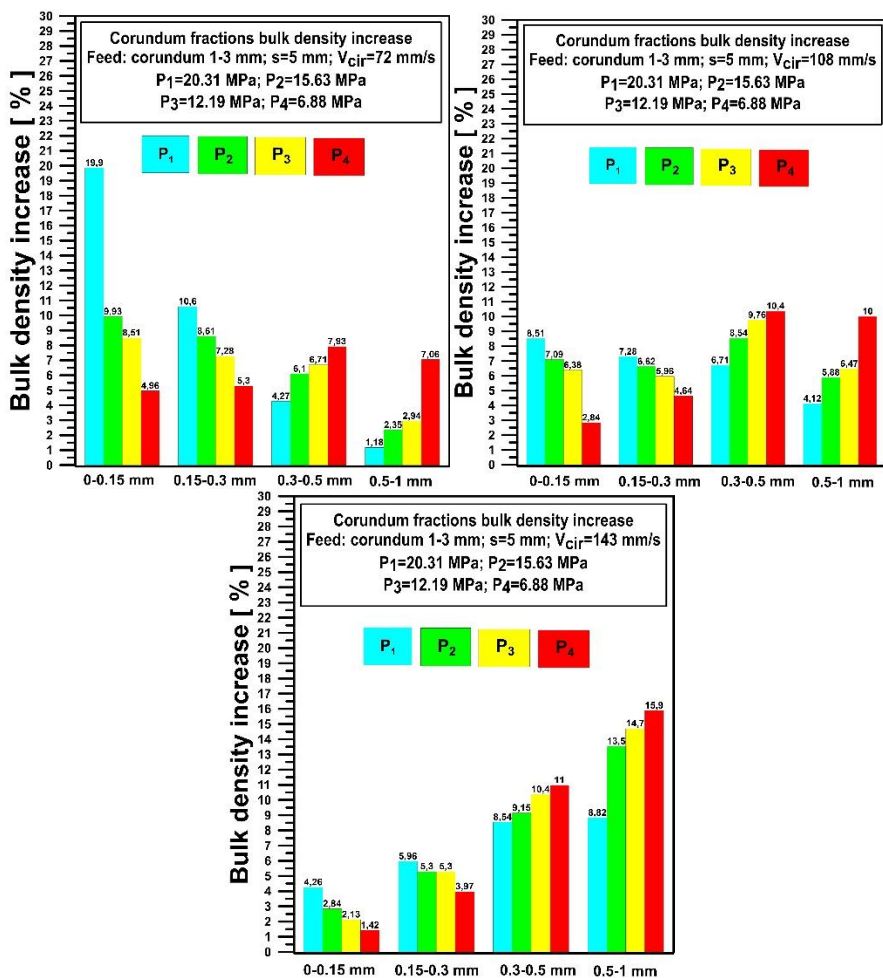 Corundum fractions bulk density increase
Feed: corundum 1-3 mm; s=5 mm; Vcir=72 mm/s
P1=20.31 MPa; P2=15.63 MPa
P3=12.19 MPa; P4=6.88 MPa
P1 P2 P3 P4
Bulk density increase [ % ]
30
29
28
27
26
25
24
23
22
21
20
19
18
17
16
15
14
13
12
11
10
9
8
7
6
5
4
3
2
1
0
19,9 9,93 8,51 4,96
10,6 8,61 7,28 5,3
4,27 6,1 6,71 7,93
1,18 2,35 2,94 7,06
0-0.15 mm 0.15-0.3 mm 0.3-0.5 mm 0.5-1 mm
Corundum fractions bulk density increase
Feed: corundum 1-3 mm; s=5 mm; Vcir=108 mm/s
P1=20.31 MPa; P2=15.63 MPa
P3=12.19 MPa; P4=6.88 MPa
P1 P2 P3 P4
Bulk density increase [ % ]
30
29
28
27
26
25
24
23
22
21
20
19
18
17
16
15
14
13
12
11
10
9
8
7
6
5
4
3
2
1
0
8,51 7,09 6,38 2,84
7,28 6,62 5,96 4,64
6,71 8,54 9,76 10,4
4,12 5,88 6,47 10
0-0.15 mm 0.15-0.3 mm 0.3-0.5 mm 0.5-1 mm
Corundum fractions bulk density increase
Feed: corundum 1-3 mm; s=5 mm; Vcir=143 mm/s
P1=20.31 MPa; P2=15.63 MPa
P3=12.19 MPa; P4=6.88 MPa
P1 P2 P3 P4
Bulk density increase [ % ]
30
29
28
27
26
25
24
23
22
21
20
19
18
17
16
15
14
13
12
11
10
9
8
7
6
5
4
3
2
1
0
4,26 2,84 2,13 1,42
5,96 5,3 5,3 3,97
8,54 9,15 10,4 11
8,82 13,5 14,7 15,9
0-0.15 mm 0.15-0.3 mm 0.3-0.5 mm 0.5-1 mm